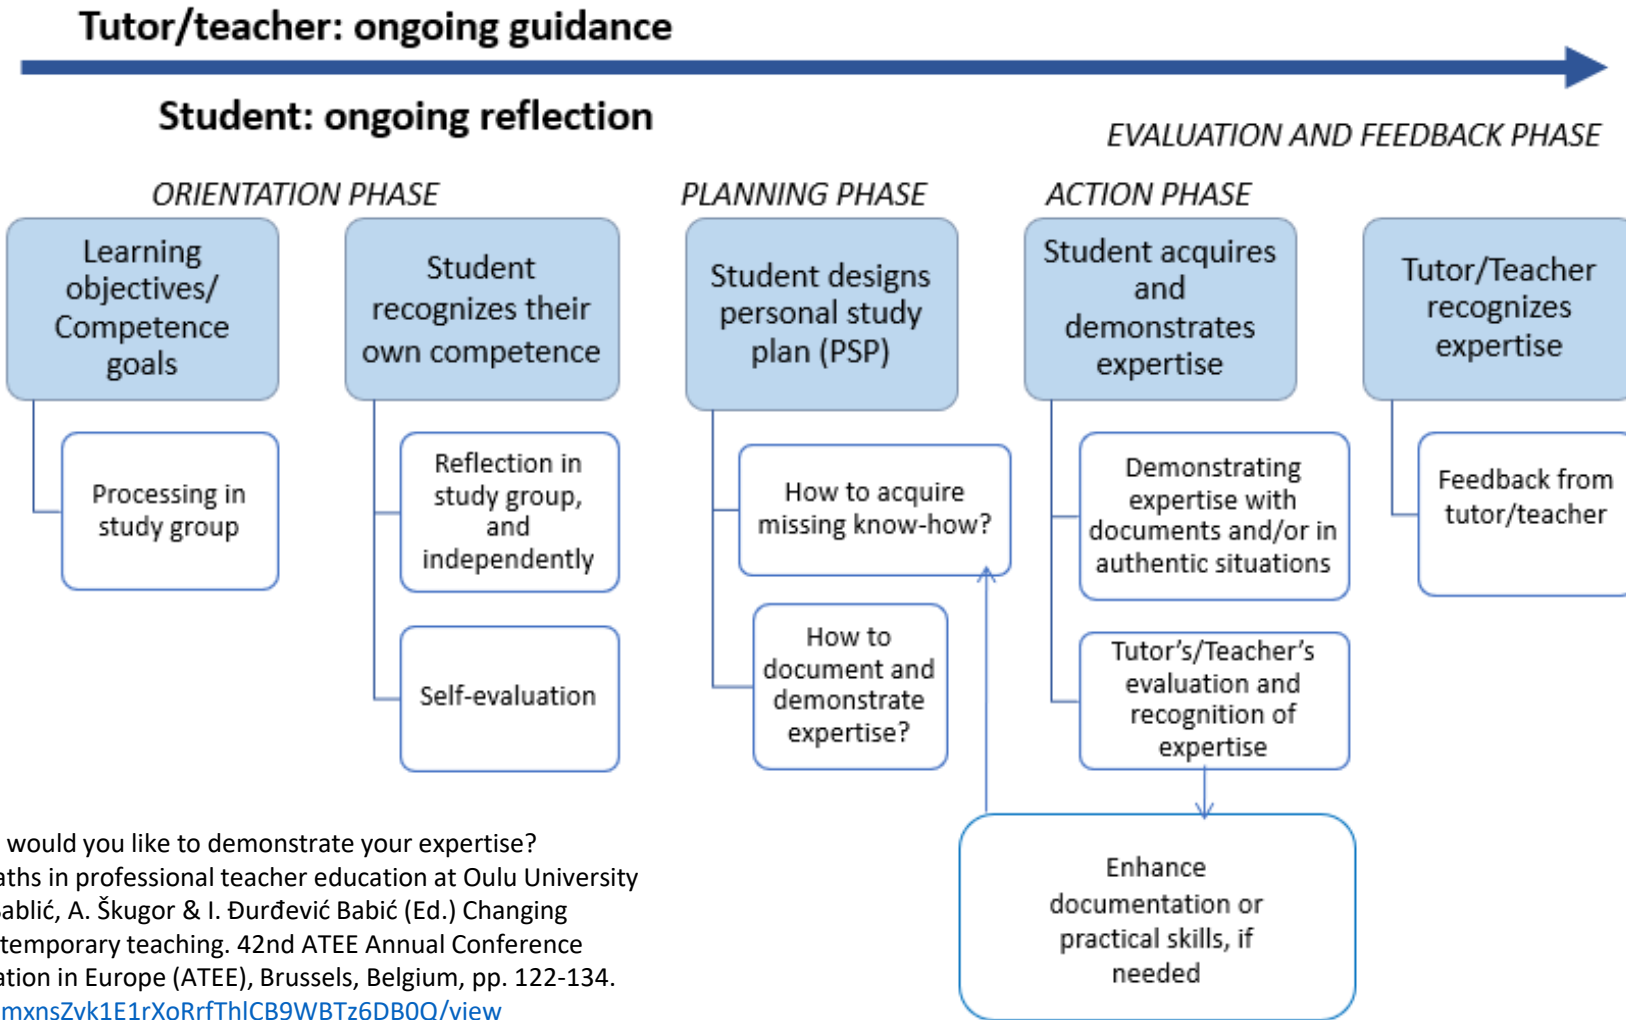 Tutor/teacher: ongoing guidance
Student: ongoing reflection
EVALUATION AND FEEDBACK PHASE
ORIENTATION PHASE
PLANNING PHASE
ACTION PHASE
Learning
objectives/
Competence
goals
Student
recognizes their
own competence
Student designs
personal study
plan (PSP)
Student acquires
and
demonstrates
expertise
Tutor/Teacher
recognizes
expertise
Processing in
study group
Reflection in
study group,
and
independently
Self-evaluation
How to acquire
missing know-how?
How to
document and
demonstrate
expertise?
Demonstrating
expertise with
documents and/or in
authentic situations
Tutor's/Teacher's
evaluation and
recognition of
expertise
Feedback from
tutor/teacher
Enhance
documentation or
practical skills, if
needed
would you like to demonstrate your expertise?
aths in professional teacher education at Oulu University
Sablić, A. Škugor & I. Đurđević Babić (Ed.) Changing
temporary teaching. 42nd ATEE Annual Conference
ation in Europe (ATEE), Brussels, Belgium, pp. 122-134.
mxnsZvk1E1rXoRrfThlCB9WBTz6DB0Q/view